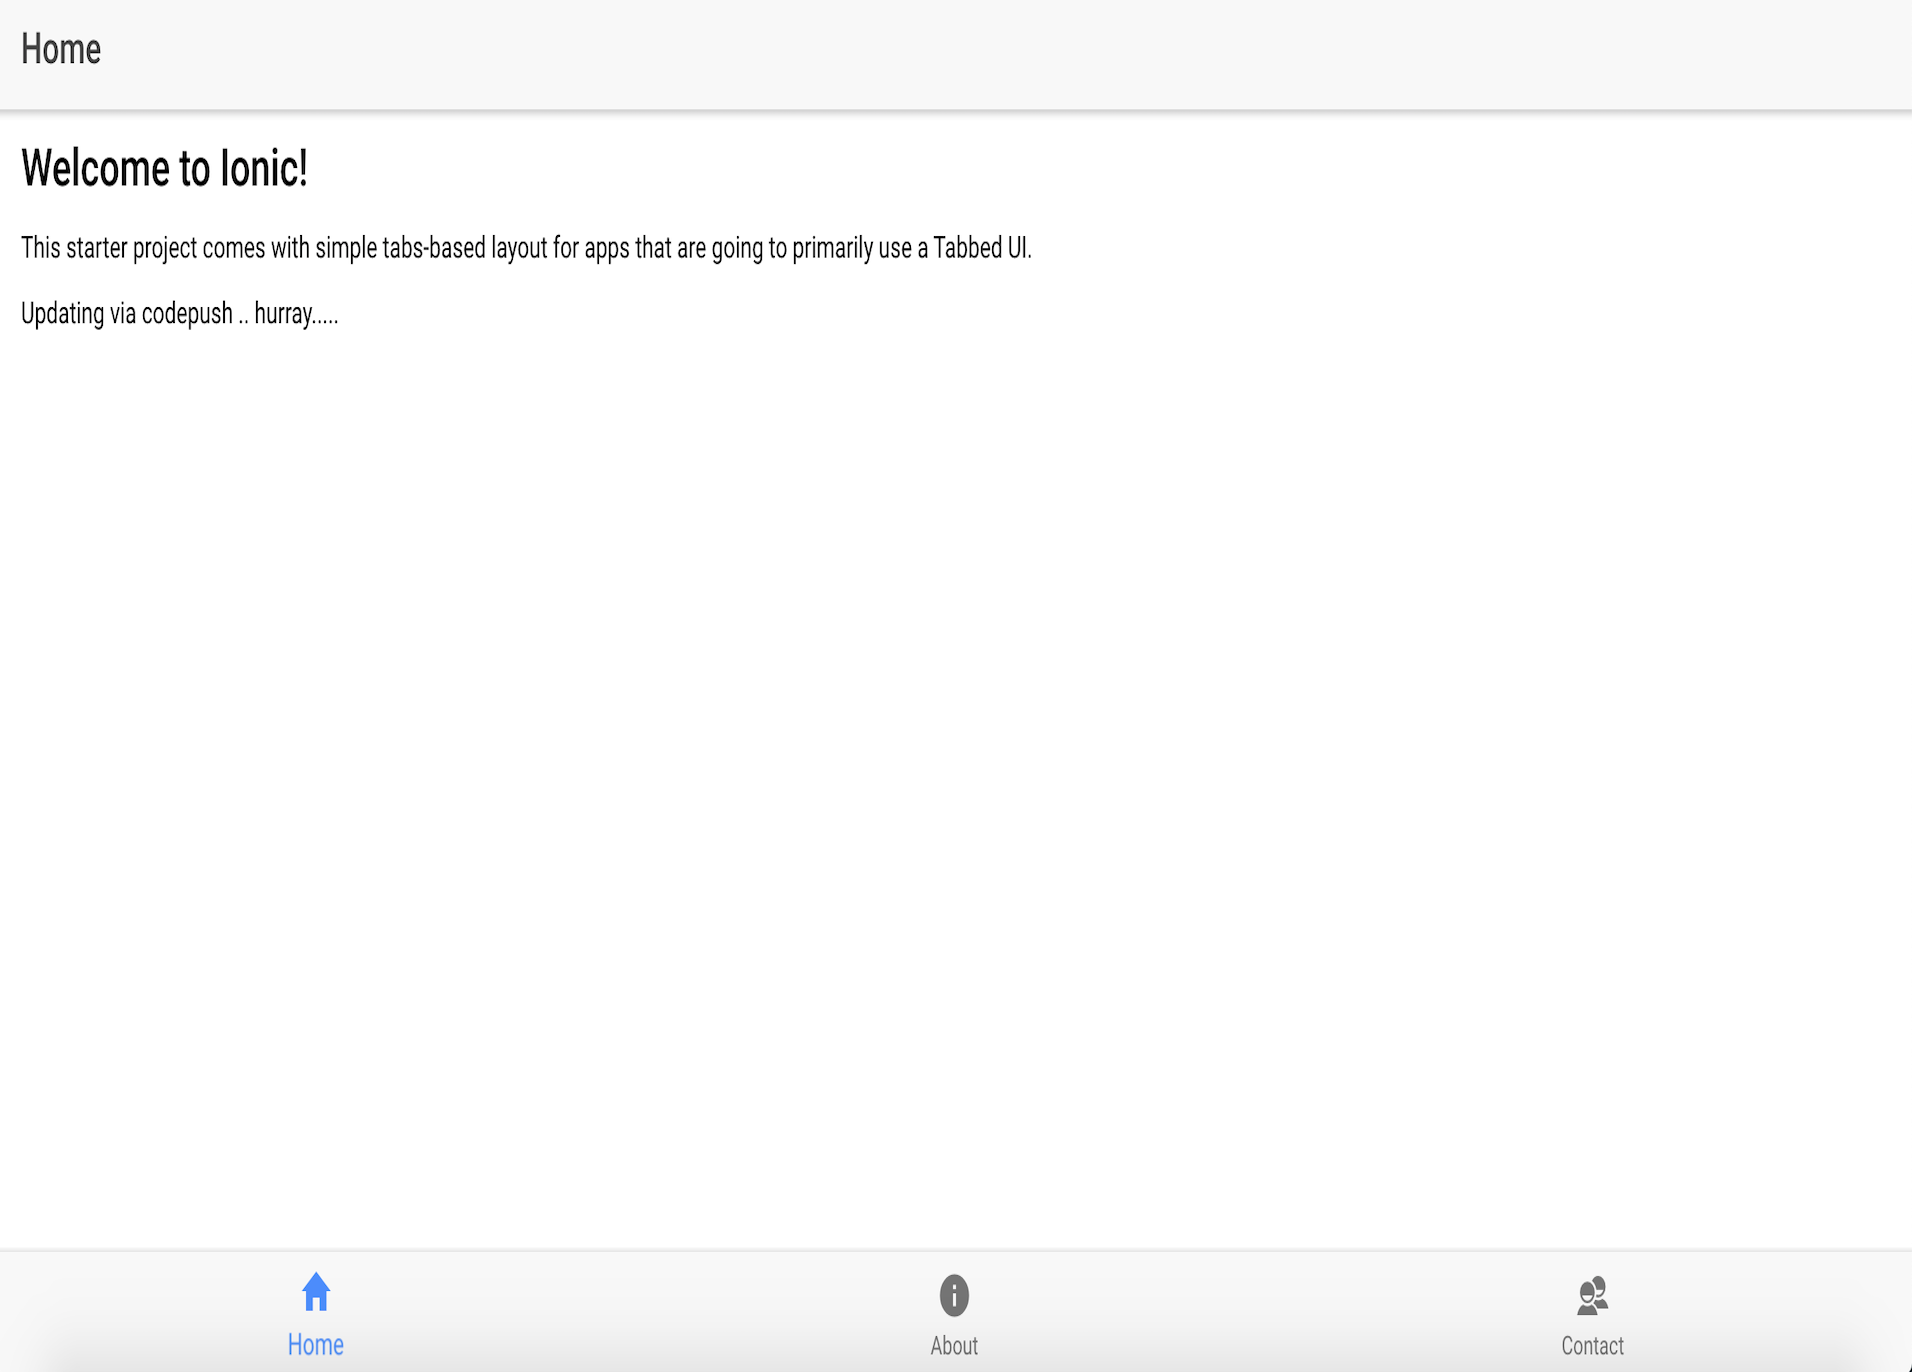 Home
Welcome to Ionic!
This starter project comes with simple tabs-based layout for apps that are going to primarily use a Tabbed UI.
Updating via codepush .. hurray.....
Home
About
Contact